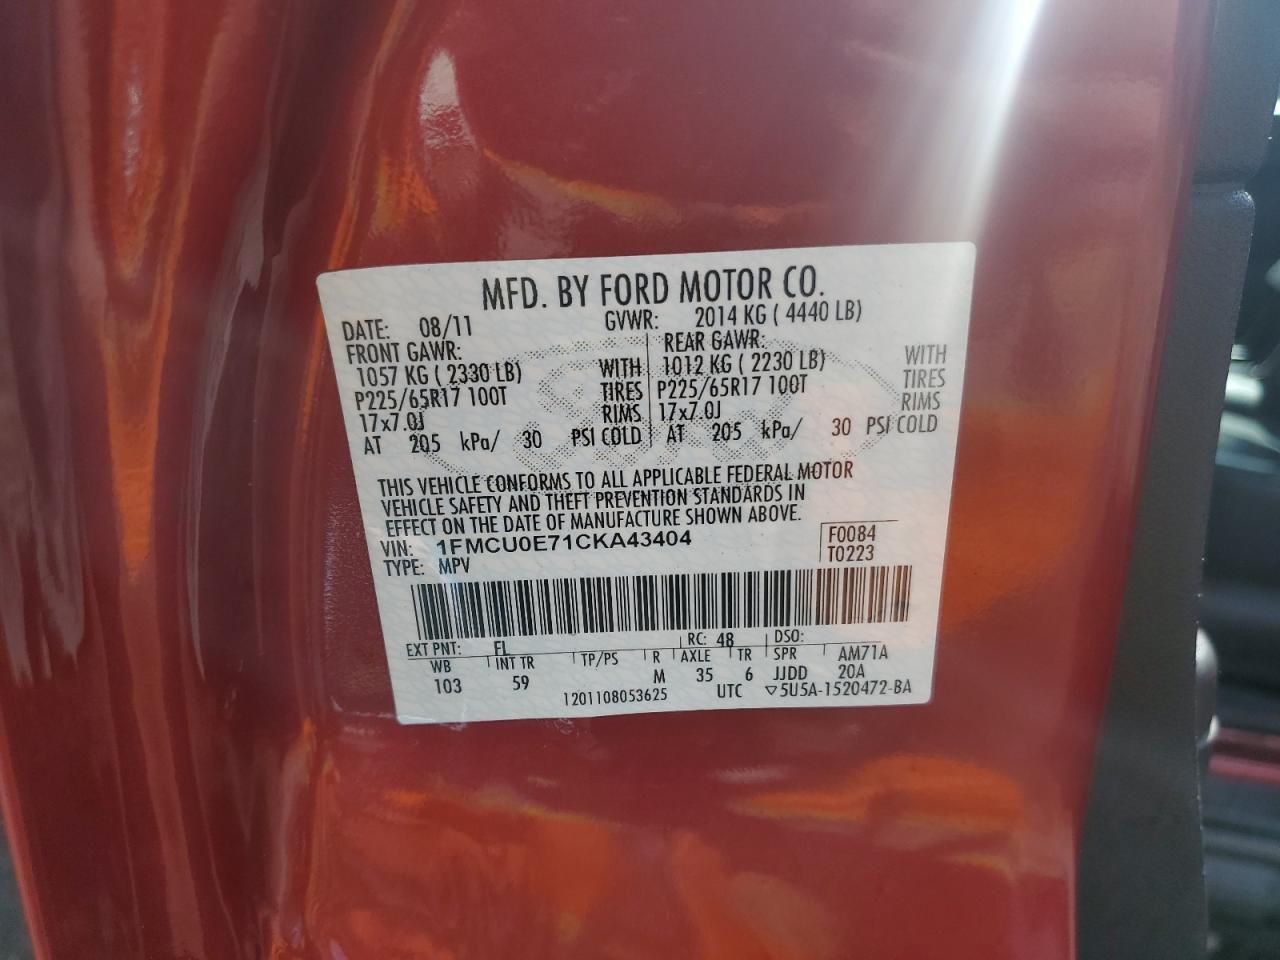 MFD. BY FORD MOTOR CO.
DATE: 08/11 GVWR: 2014 KG ( 4440 LB)
FRONT GAWR: REAR GAWR:
1057 KG ( 2330 LB) WITH 1012 KG ( 2230 LB) WITH
P225/65R17 100T TIRES P225/65R17 100T TIRES
17x7.0J RIMS 17x7.0J RIMS
AT 205 kPa/ 30 PSI COLD AT 205 kPa/ 30 PSI COLD
THIS VEHICLE CONFORMS TO ALL APPLICABLE FEDERAL MOTOR
VEHICLE SAFETY AND THEFT PREVENTION STANDARDS IN
EFFECT ON THE DATE OF MANUFACTURE SHOWN ABOVE.
VIN: 1FMCU0E71CKA43404 F0084
TYPE: MPV T0223
EXT PNT: FL RC: 48 DSO:
WB INT TR TP/PS R AXLE TR SPR AM71A
103 59 M 35 6 JJDD 20A
1201108053625 UTC ▽5U5A-1520472-BA